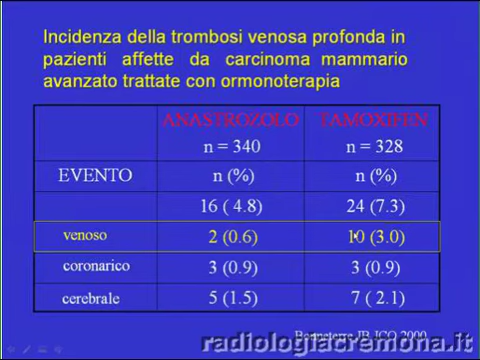 Incidenza della trombosi venosa profonda in
pazienti affette da carcinoma mammario
avanzato trattate con ormonoterapia
ANASTROZOLO TAMOXIFEN
n = 340 n = 328
EVENTO n (%) n (%)
16 ( 4.8) 24 (7.3)
venoso 2 (0.6) 10 (3.0)
coronarico 3 (0.9) 3 (0.9)
cerebrale 5 (1.5) 7 ( 2.1)
Bonneterre JB JCO 2000
radiologiacremona.it